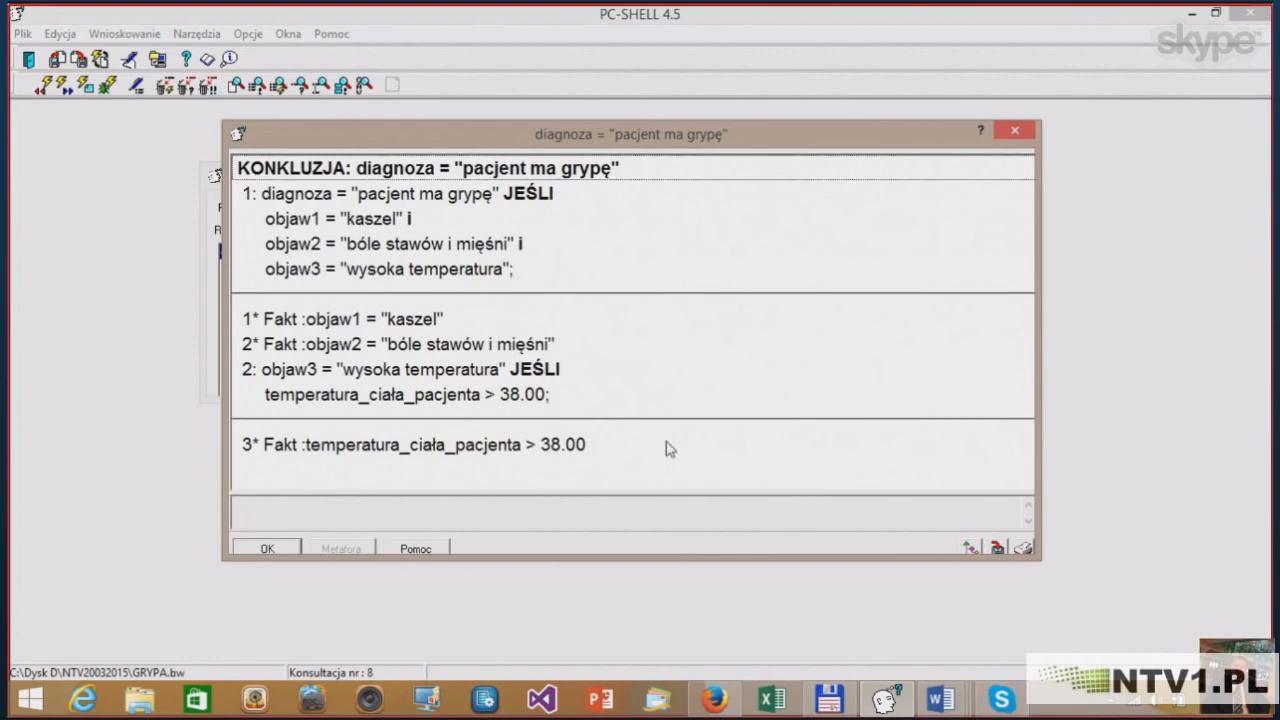 PC-SHELL 4.5
Plik Edycja Wnioskowanie Narzędzia Opcje Okna Pomoc
skype™
diagnoza = "pacjent ma grypę"
KONKLUZJA: diagnoza = "pacjent ma grypę"
1: diagnoza = "pacjent ma grypę" JEŚLI
objaw1 = "kaszel" i
objaw2 = "bóle stawów i mięśni" i
objaw3 = "wysoka temperatura";
1* Fakt :objaw1 = "kaszel"
2* Fakt :objaw2 = "bóle stawów i mięśni"
2: objaw3 = "wysoka temperatura" JEŚLI
temperatura_ciała_pacjenta > 38.00;
3* Fakt :temperatura_ciała_pacjenta > 38.00
OK Metafora Pomoc
C:\Dysk D\NTV20032015\GRYPA.bw Konsultacja nr : 8
NTV1.PL